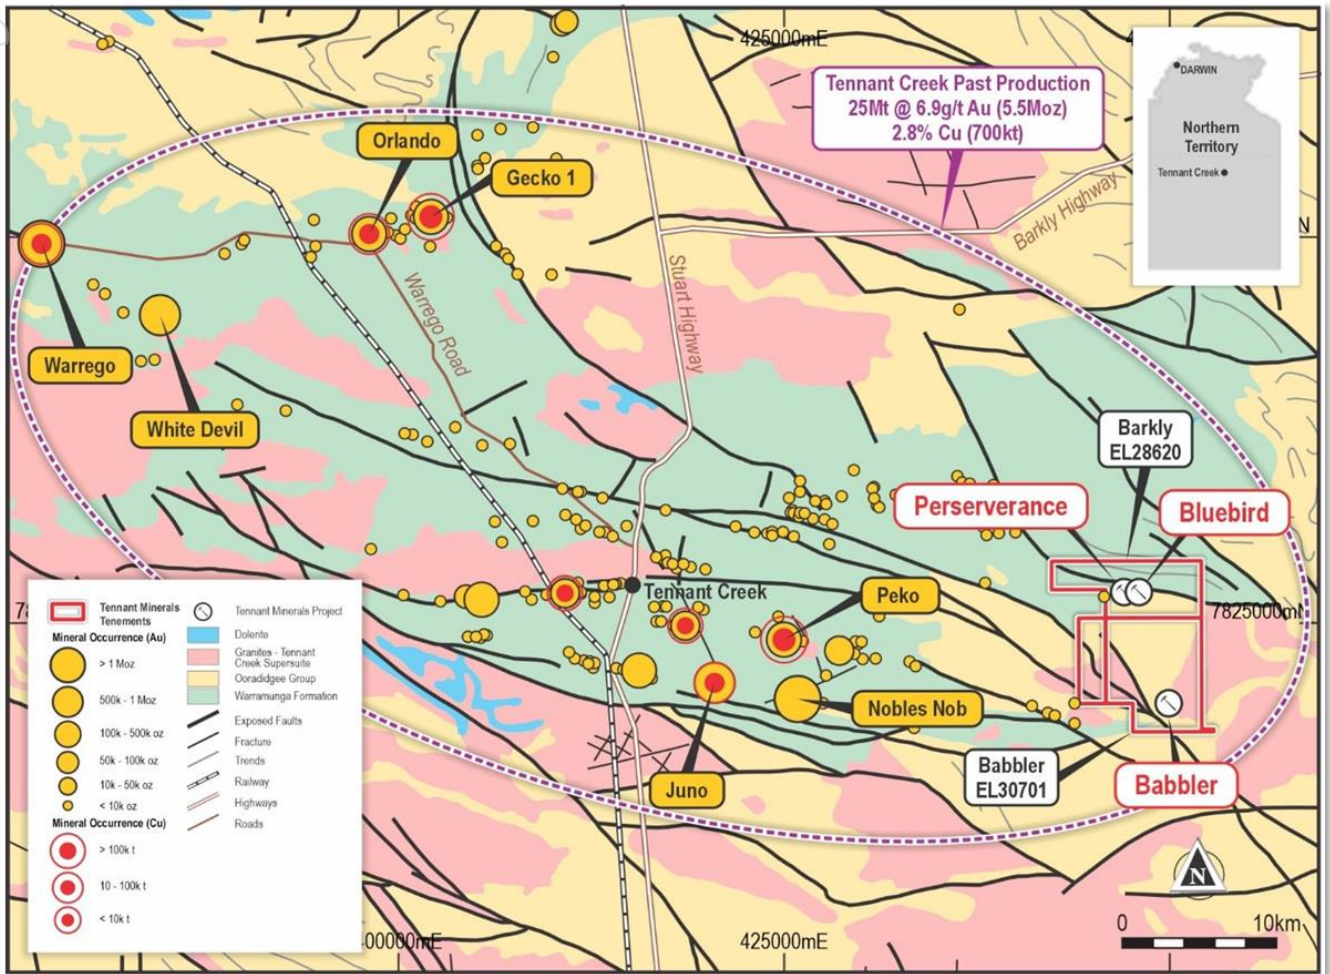 425000mE
Tennant Creek Past Production
25Mt @ 6.9g/t Au (5.5Moz)
2.8% Cu (700kt)
DARWIN
Northern
Territory
Tennant Creek
Orlando
Gecko 1
Barkly Highway
N
Warrego Road
Stuart Highway
Warrego
White Devil
Barkly
EL28620
Perserverance
Bluebird
Tennant Creek
Peko
7825000mN
Nobles Nob
Babbler
EL30701
Juno
Babbler
Tennant Minerals
Tenements
Mineral Occurrence (Au)
> 1 Moz
500k - 1 Moz
100k - 500k oz
50k - 100k oz
10k - 50k oz
< 10k oz
Mineral Occurrence (Cu)
> 100k t
10 - 100k t
< 10k t
Tennant Minerals Project
Dolerite
Granites - Tennant
Creek Supersuite
Ooradidgee Group
Warramunga Formation
Exposed Faults
Fracture
Trends
Railway
Highways
Roads
N
0 10km
00000mE
425000mE